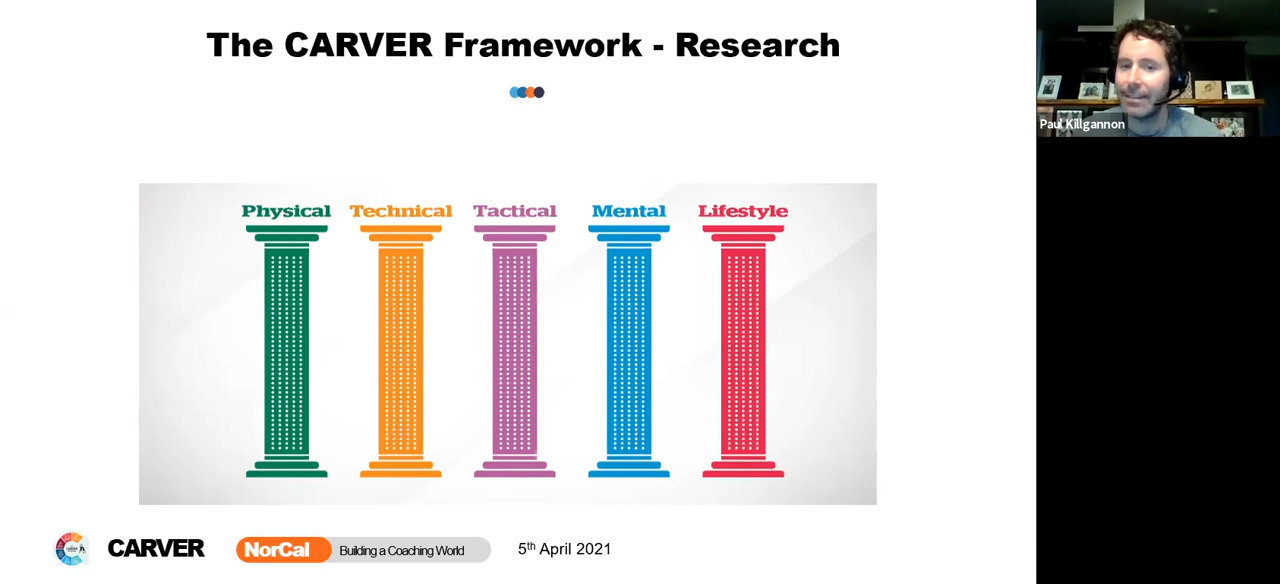 The CARVER Framework - Research
Physical Technical Tactical Mental Lifestyle
CARVER NorCal Building a Coaching World 5th April 2021
Paul Killgannon